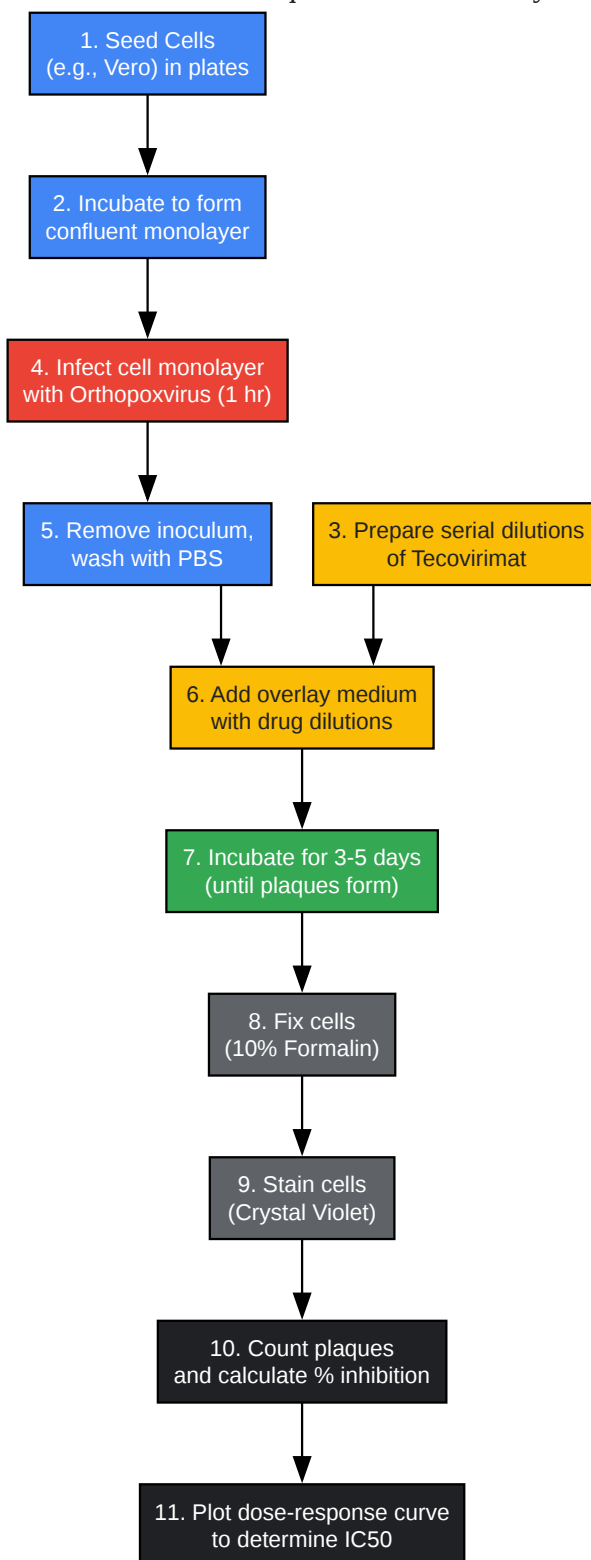 1. Seed Cells
(e.g., Vero) in plates
2. Incubate to form
confluent monolayer
4. Infect cell monolayer
with Orthopoxvirus (1 hr)
5. Remove inoculum,
wash with PBS
3. Prepare serial dilutions
of Tecovirimat
6. Add overlay medium
with drug dilutions
7. Incubate for 3-5 days
(until plaques form)
8. Fix cells
(10% Formalin)
9. Stain cells
(Crystal Violet)
10. Count plaques
and calculate % inhibition
11. Plot dose-response curve
to determine IC50